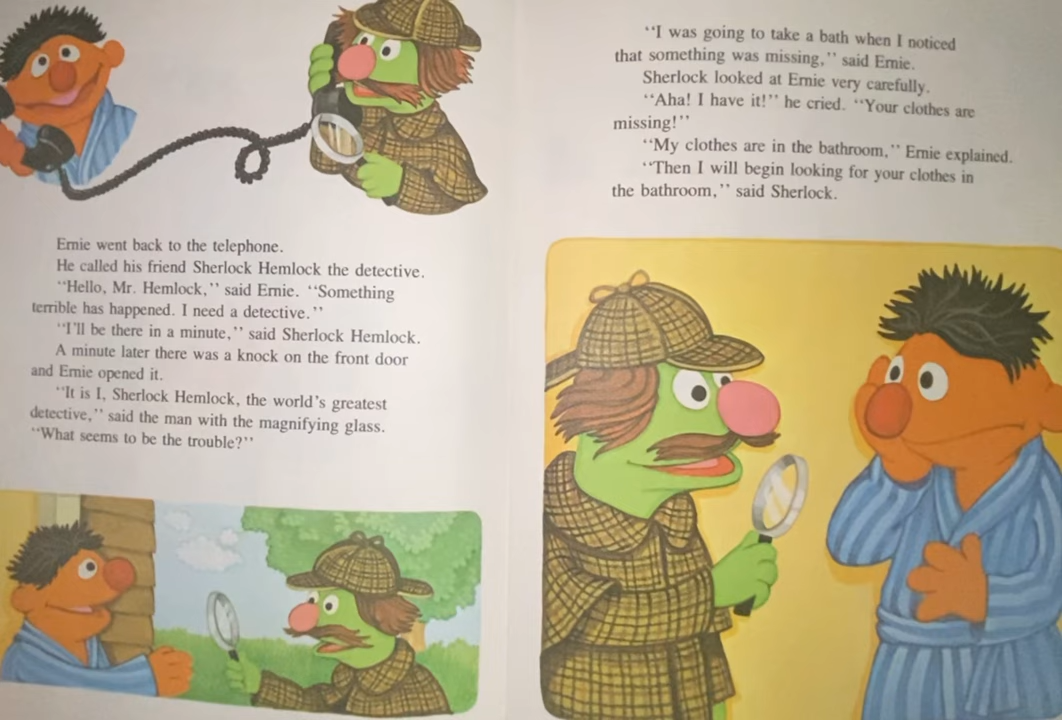 Ernie went back to the telephone.
He called his friend Sherlock Hemlock the detective.
‘‘Hello, Mr. Hemlock,’’ said Ernie. ‘‘Something
terrible has happened. I need a detective.’’
‘‘I’ll be there in a minute,’’ said Sherlock Hemlock.
A minute later there was a knock on the front door
and Ernie opened it.
‘‘It is I, Sherlock Hemlock, the world’s greatest
detective,’’ said the man with the magnifying glass.
‘‘What seems to be the trouble?’’
‘‘I was going to take a bath when I noticed
that something was missing,’’ said Ernie.
Sherlock looked at Ernie very carefully.
‘‘Aha! I have it!’’ he cried. ‘‘Your clothes are
missing!’’
‘‘My clothes are in the bathroom,’’ Ernie explained.
‘‘Then I will begin looking for your clothes in
the bathroom,’’ said Sherlock.